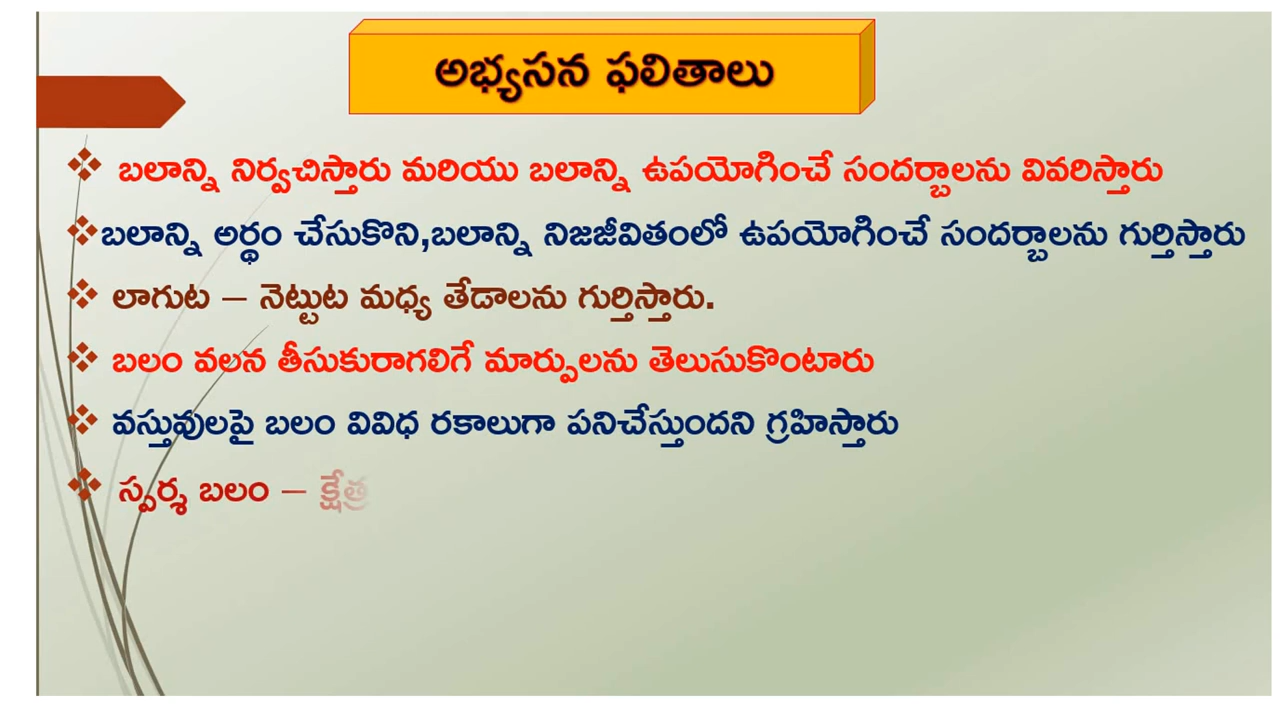 అభ్యసన ఫలితాలు
బలాన్ని నిర్వచిస్తారు మరియు బలాన్ని ఉపయోగించే సందర్బాలను వివరిస్తారు
బలాన్ని అర్థం చేసుకొని,బలాన్ని నిజజీవితంలో ఉపయోగించే సందర్బాలను గుర్తిస్తారు
లాగుట – నెట్టుట మధ్య తేడాలను గుర్తిస్తారు.
బలం వలన తీసుకురాగలిగే మార్పులను తెలుసుకొంటారు
వస్తువులపై బలం వివిధ రకాలుగా పనిచేస్తుందని గ్రహిస్తారు
స్పర్శ బలం – క్షేత్ర